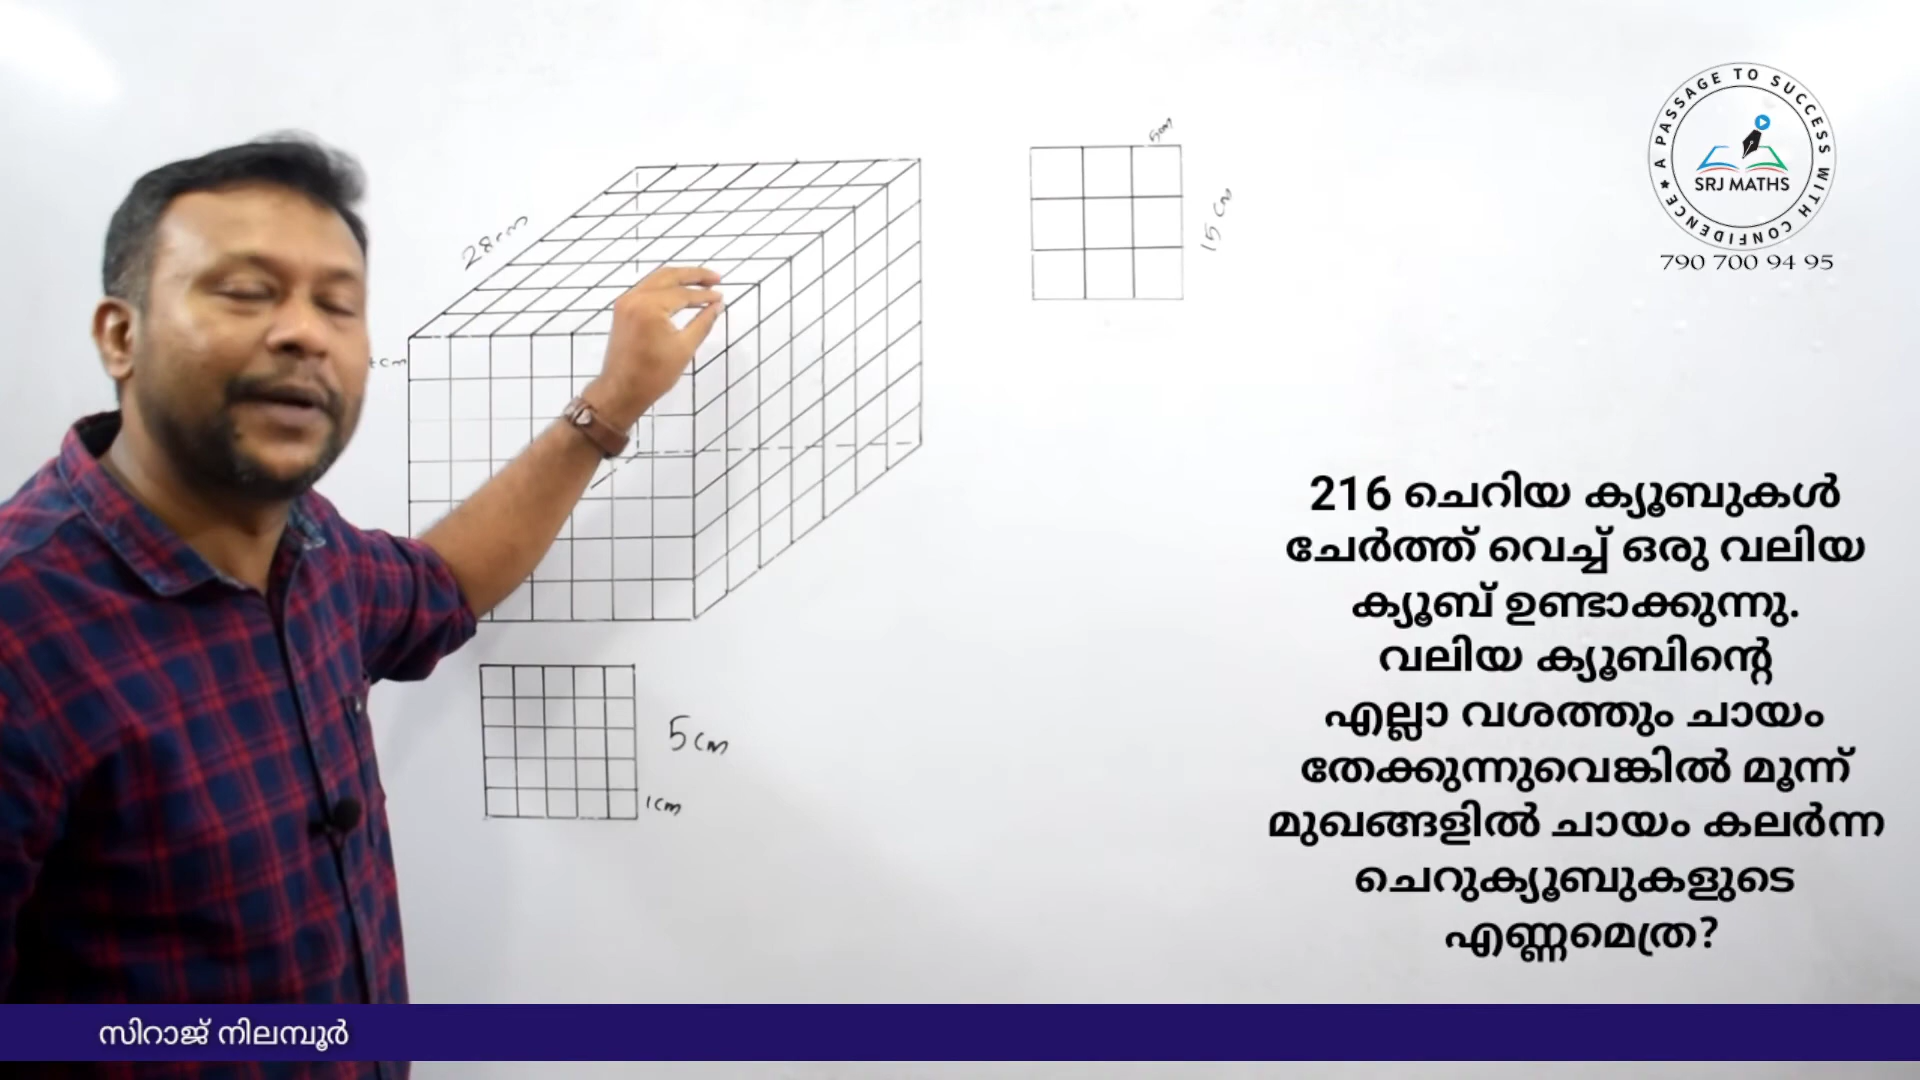 A PASSAGE TO SUCCESS WITH CONFIDENCE
SRJ MATHS
790 700 94 95
28cm
5cm
15 cm
216 ചെറിയ ക്യൂബുകൾ
ചേർത്ത് വെച്ച് ഒരു വലിയ
ക്യൂബ് ഉണ്ടാക്കുന്നു.
വലിയ ക്യൂബിന്റെ
എല്ലാ വശത്തും ചായം
തേക്കുന്നുവെങ്കിൽ മൂന്ന്
മുഖങ്ങളിൽ ചായം കലർന്ന
ചെറുക്യൂബുകളുടെ
എണ്ണമെത്ര?
5cm
1cm
സിറാജ് നിലമ്പൂർ